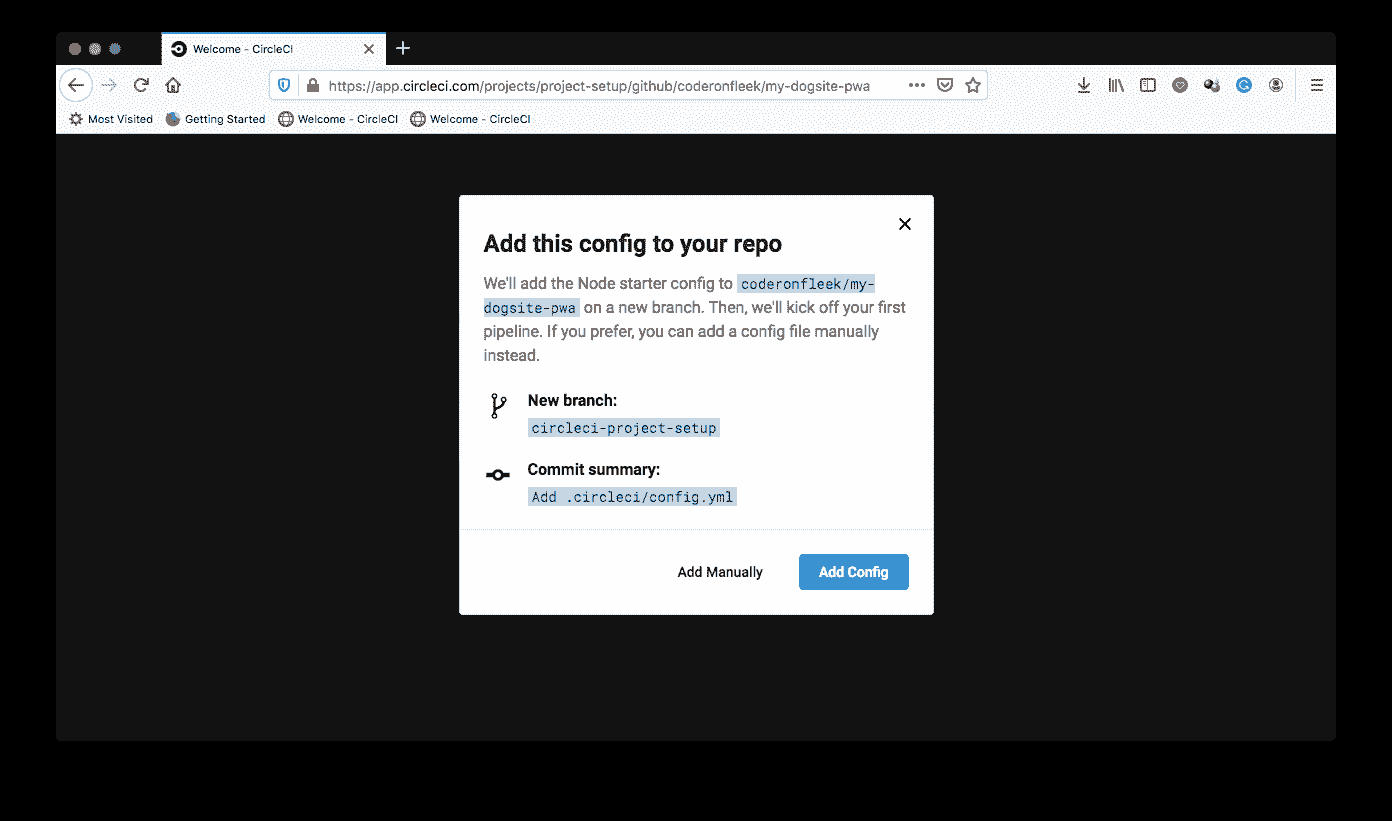 Welcome - CircleCI
https://app.circleci.com/projects/project-setup/github/coderonfleek/my-dogsite-pwa
Most Visited Getting Started Welcome - CircleCI Welcome - CircleCI
Add this config to your repo
We'll add the Node starter config to coderonfleek/my-
dogsite-pwa on a new branch. Then, we'll kick off your first
pipeline. If you prefer, you can add a config file manually
instead.
New branch:
circleci-project-setup
Commit summary:
Add .circleci/config.yml
Add Manually Add Config